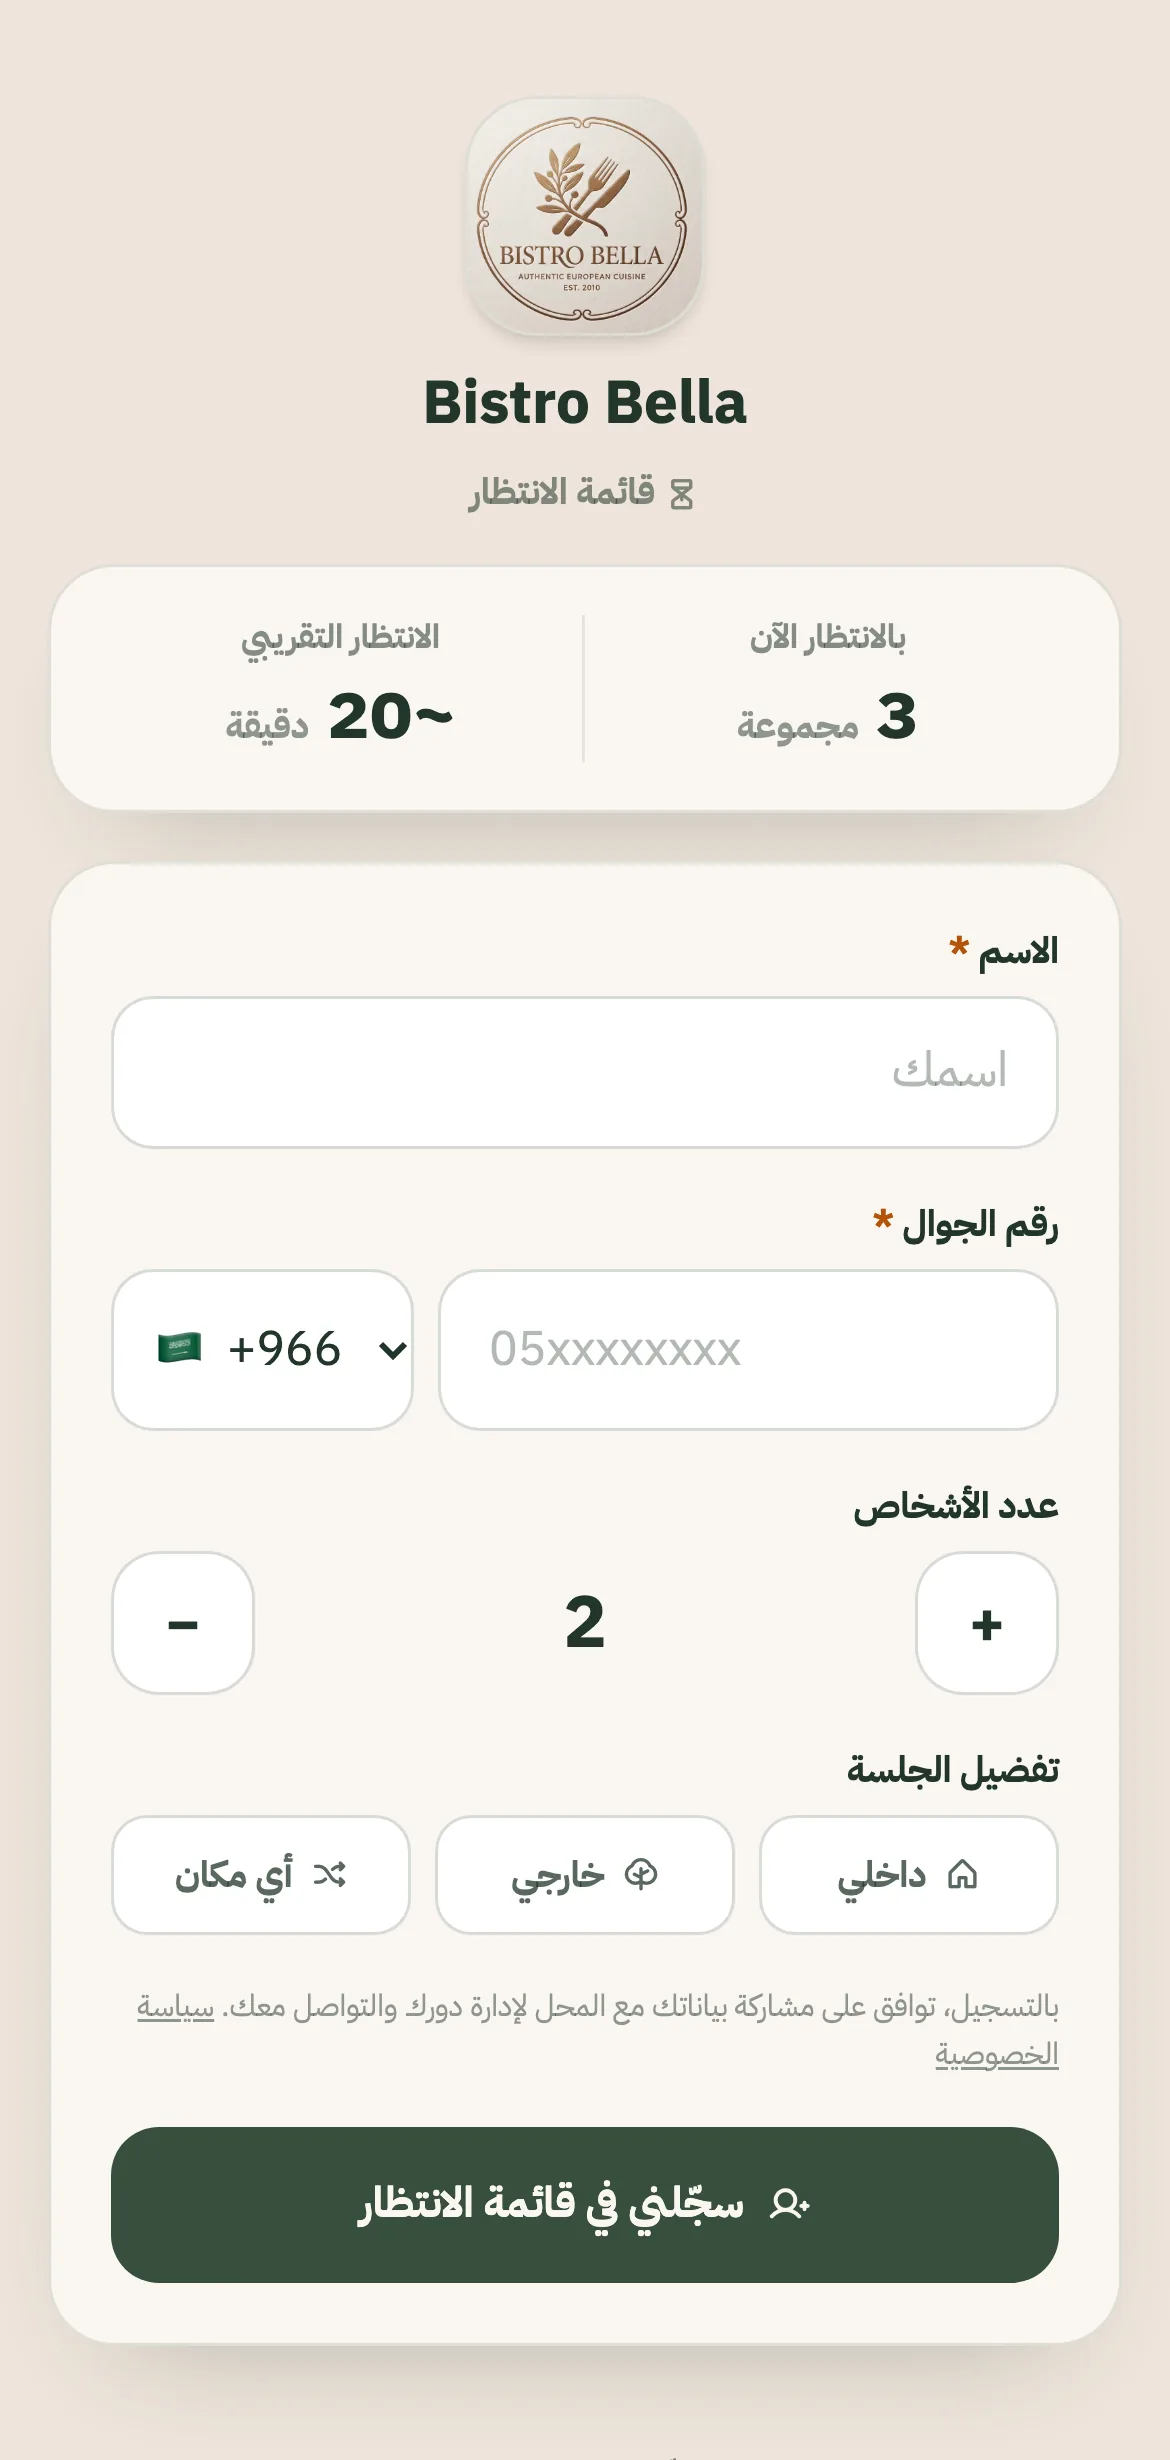 BISTRO BELLA
AUTHENTIC EUROPEAN CUISINE
EST. 2010
Bistro Bella
قائمة الانتظار
بالانتظار الآن
3 مجموعة
الانتظار التقريبي
~20 دقيقة
الاسم *
اسمك
رقم الجوال *
05xxxxxxxx
+966
عدد الأشخاص
+
2
−
تفضيل الجلسة
داخلي
خارجي
أي مكان
بالتسجيل، توافق على مشاركة بياناتك مع المحل لإدارة دورك والتواصل معك. سياسة
الخصوصية
سجّلني في قائمة الانتظار